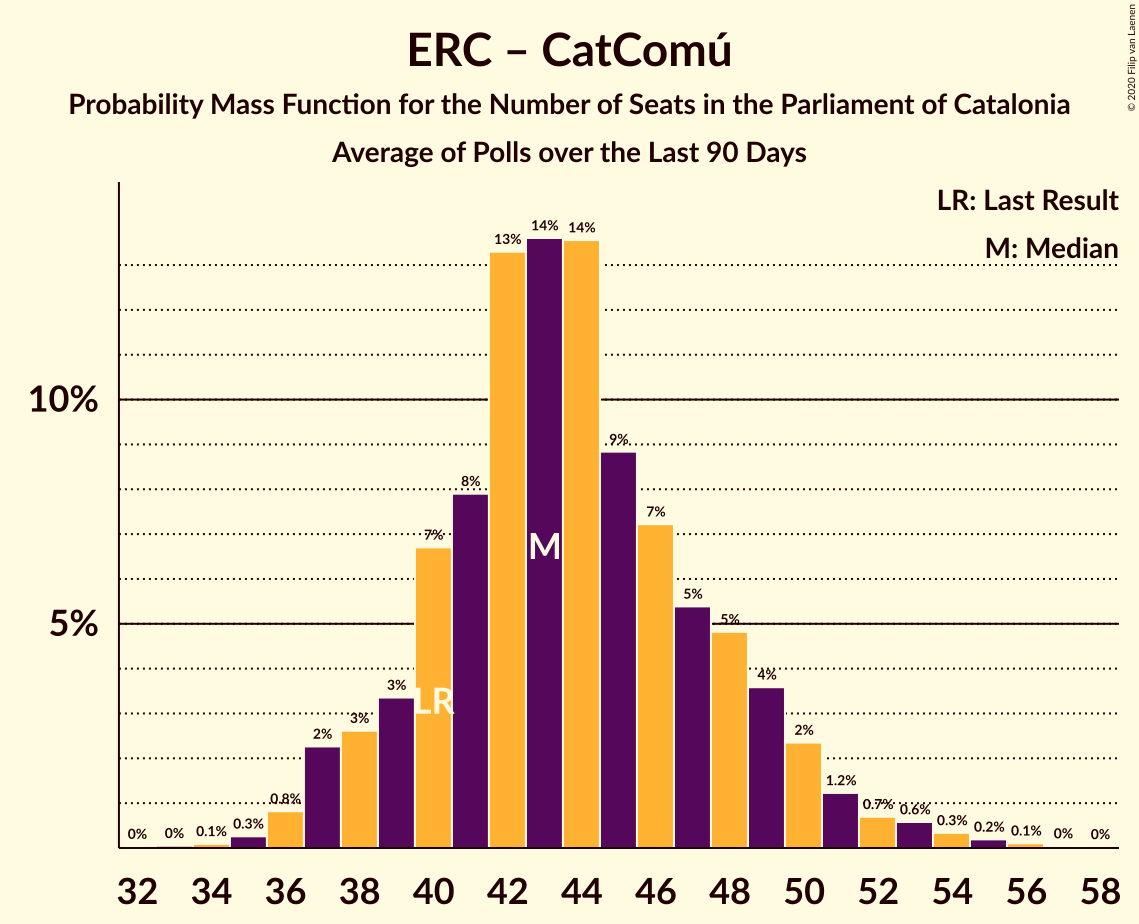 ERC – CatComú
Probability Mass Function for the Number of Seats in the Parliament of Catalonia
Average of Polls over the Last 90 Days
© 2020 Filip van Laenen
LR: Last Result
M: Median
10%
5%
0% 0% 0.1% 0.3% 0.8% 2% 3% 3% 7% 8% 13% 14% 14% 9% 7% 5% 5% 4% 2% 1.2% 0.7% 0.6% 0.3% 0.2% 0.1% 0% 0%
M
LR
32 34 36 38 40 42 44 46 48 50 52 54 56 58